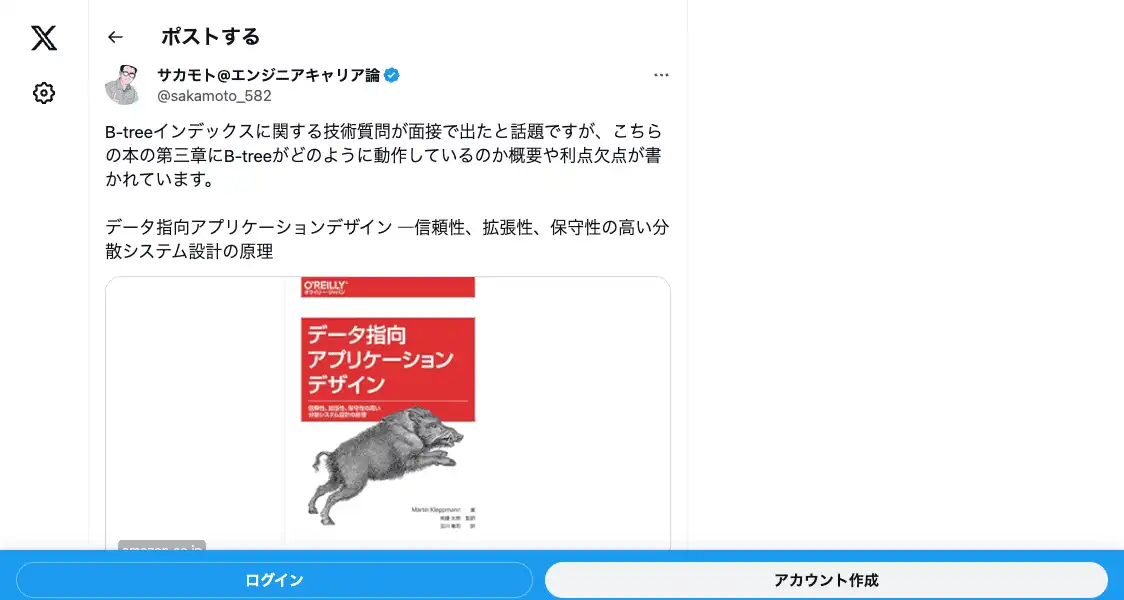 ポストする
サカモト@エンジニアキャリア論
@sakamoto_582
B-treeインデックスに関する技術質問が面接で出たと話題ですが、こちら
の本の第三章にB-treeがどのように動作しているのか概要や利点欠点が書
かれています。
データ指向アプリケーションデザイン ―信頼性、拡張性、保守性の高い分
散システム設計の原理
O'REILLY
オライリー・ジャパン
データ指向
アプリケーション
デザイン
信頼性、拡張性、保守性の高い
分散システム設計の原理
Martin Kleppmann 著
amazon.co.jp
ログイン
アカウント作成